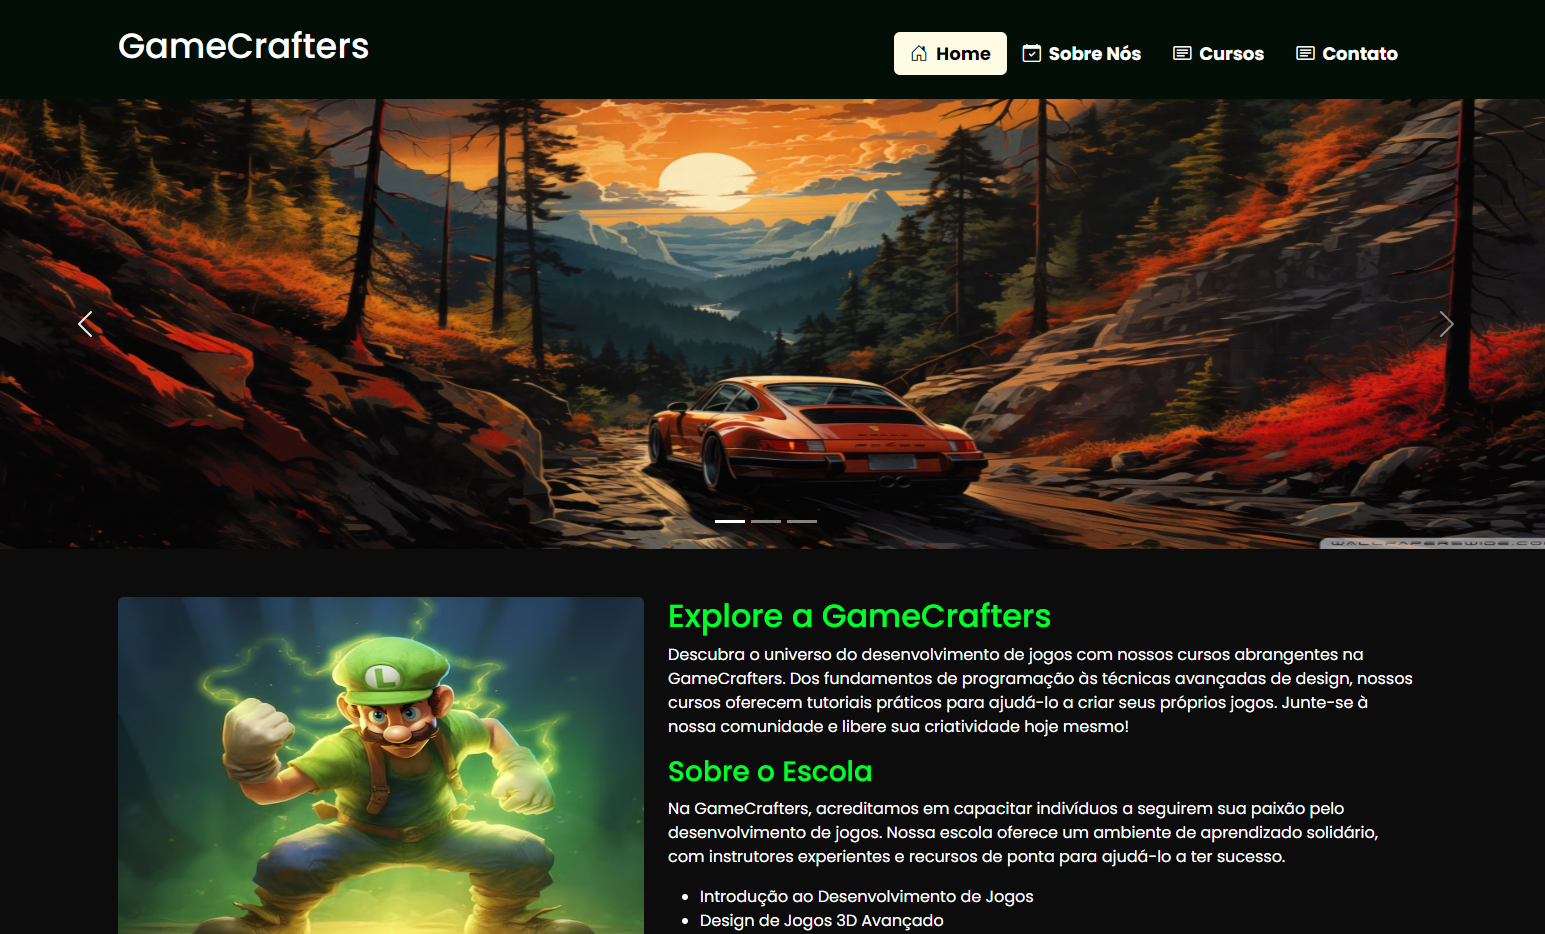 GameCrafters
Home Sobre Nós Cursos Contato
WALLPAPERSWIDE.CO
L
Explore a GameCrafters
Descubra o universo do desenvolvimento de jogos com nossos cursos abrangentes na
GameCrafters. Dos fundamentos de programação às técnicas avançadas de design, nossos
cursos oferecem tutoriais práticos para ajudá-lo a criar seus próprios jogos. Junte-se à
nossa comunidade e libere sua criatividade hoje mesmo!
Sobre o Escola
Na GameCrafters, acreditamos em capacitar indivíduos a seguirem sua paixão pelo
desenvolvimento de jogos. Nossa escola oferece um ambiente de aprendizado solidário,
com instrutores experientes e recursos de ponta para ajudá-lo a ter sucesso.
• Introdução ao Desenvolvimento de Jogos
• Design de Jogos 3D Avançado